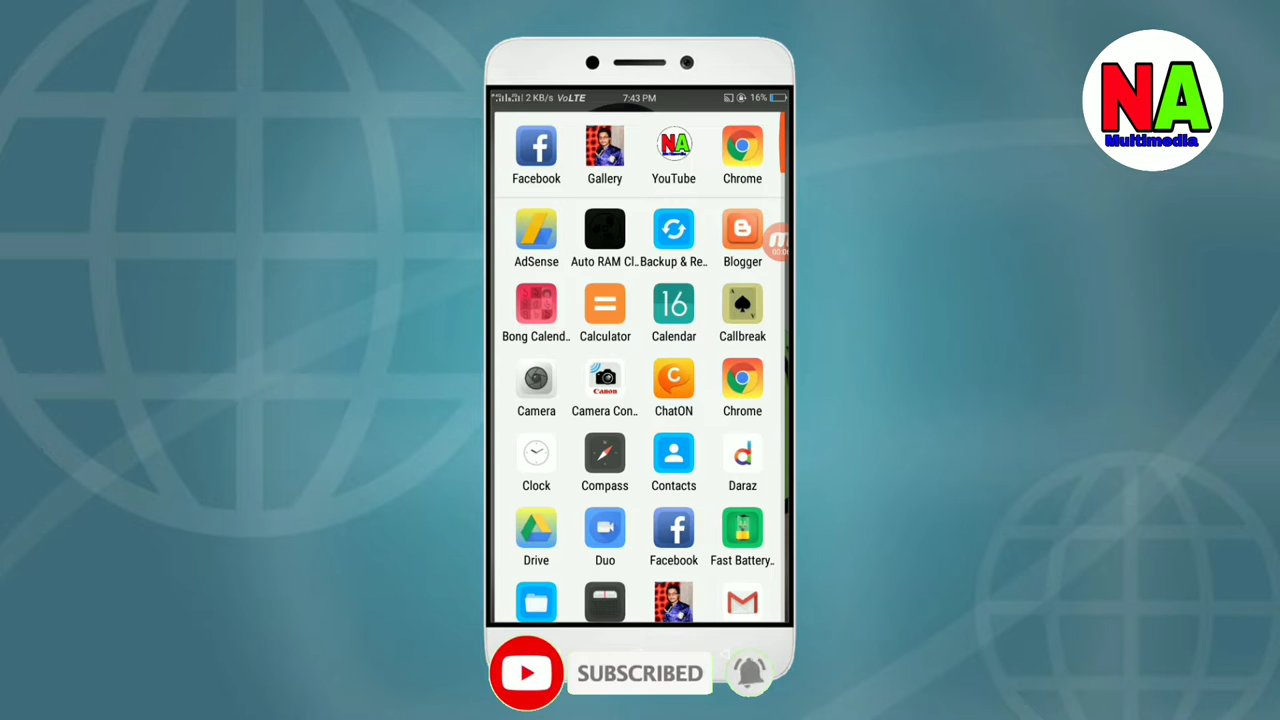 NA
Multimedia
2 KB/s VoLTE 7:43 PM 16%
Facebook Gallery YouTube Chrome
AdSense Auto RAM Cl.. Backup & Re.. Blogger
16
Bong Calend.. Calculator Calendar Callbreak
Canon
Camera Camera Con.. ChatON Chrome
Clock Compass Contacts Daraz
Drive Duo Facebook Fast Battery..
SUBSCRIBED